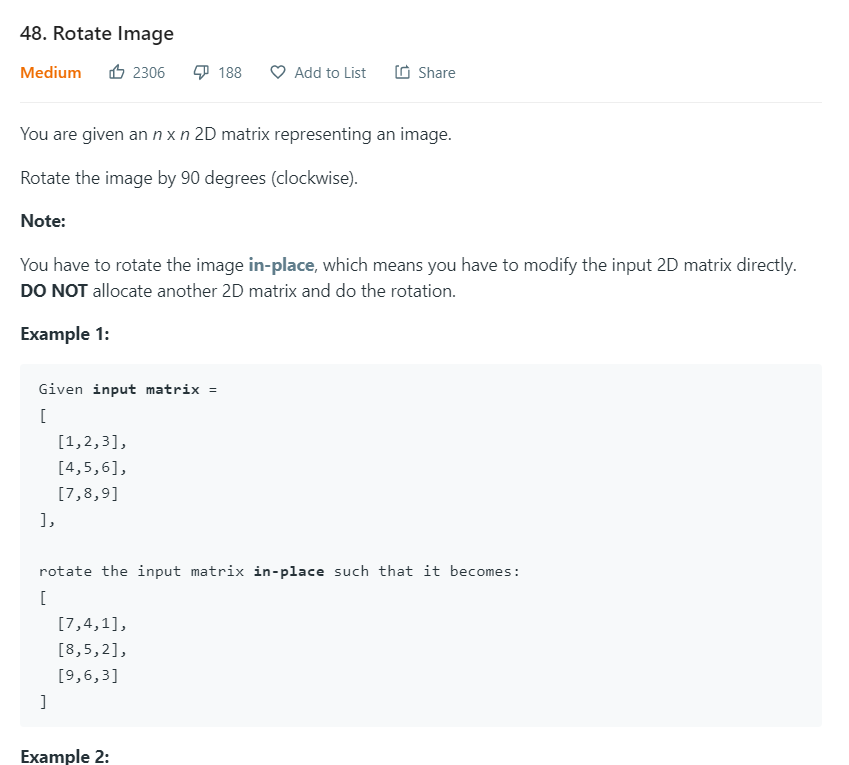 48. Rotate Image
Medium 2306 188 Add to List Share
You are given an n x n 2D matrix representing an image.
Rotate the image by 90 degrees (clockwise).
Note:
You have to rotate the image in-place, which means you have to modify the input 2D matrix directly.
DO NOT allocate another 2D matrix and do the rotation.
Example 1:
Given input matrix =
[
  [1,2,3],
  [4,5,6],
  [7,8,9]
],
rotate the input matrix in-place such that it becomes:
[
  [7,4,1],
  [8,5,2],
  [9,6,3]
]
Example 2: